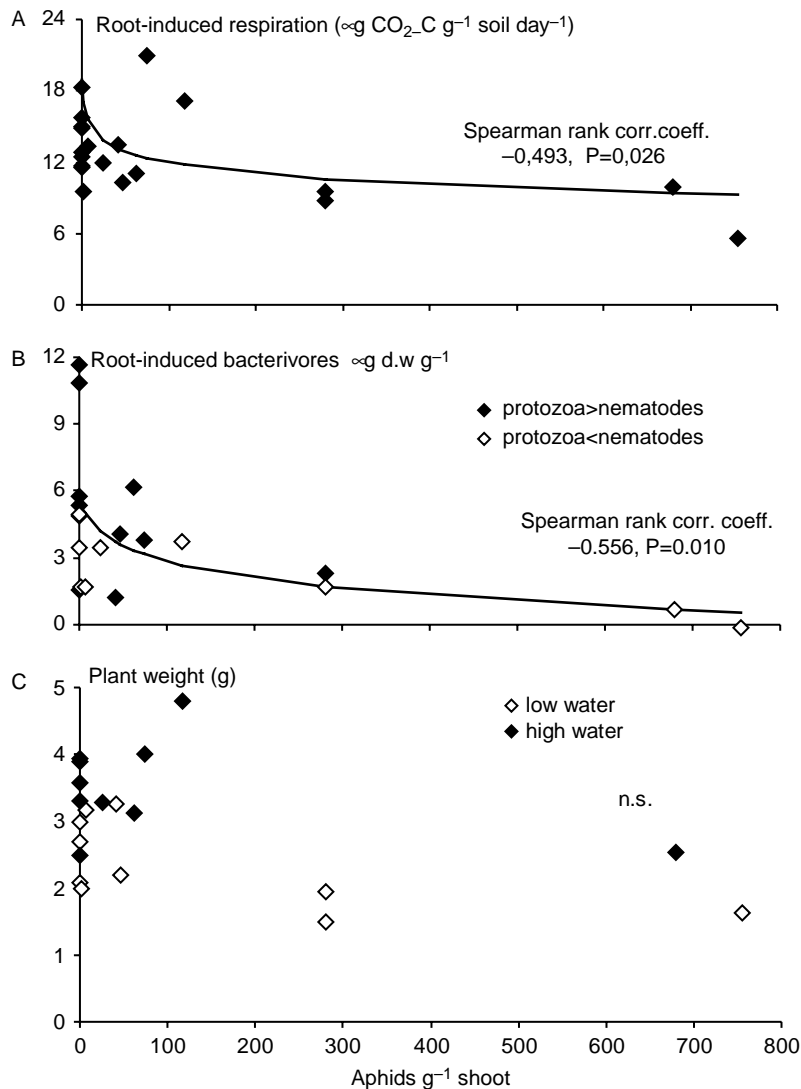 A Root-induced respiration (∝g CO₂–C g⁻¹ soil day⁻¹)
24
18
12
6
0
Spearman rank corr.coeff.
–0,493, P=0,026
B Root-induced bacterivores ∝g d.w g⁻¹
12
9
6
3
0
protozoa>nematodes
protozoa<nematodes
Spearman rank corr. coeff.
–0.556, P=0.010
C Plant weight (g)
5
4
3
2
1
0
low water
high water
n.s.
0 100 200 300 400 500 600 700 800
Aphids g⁻¹ shoot